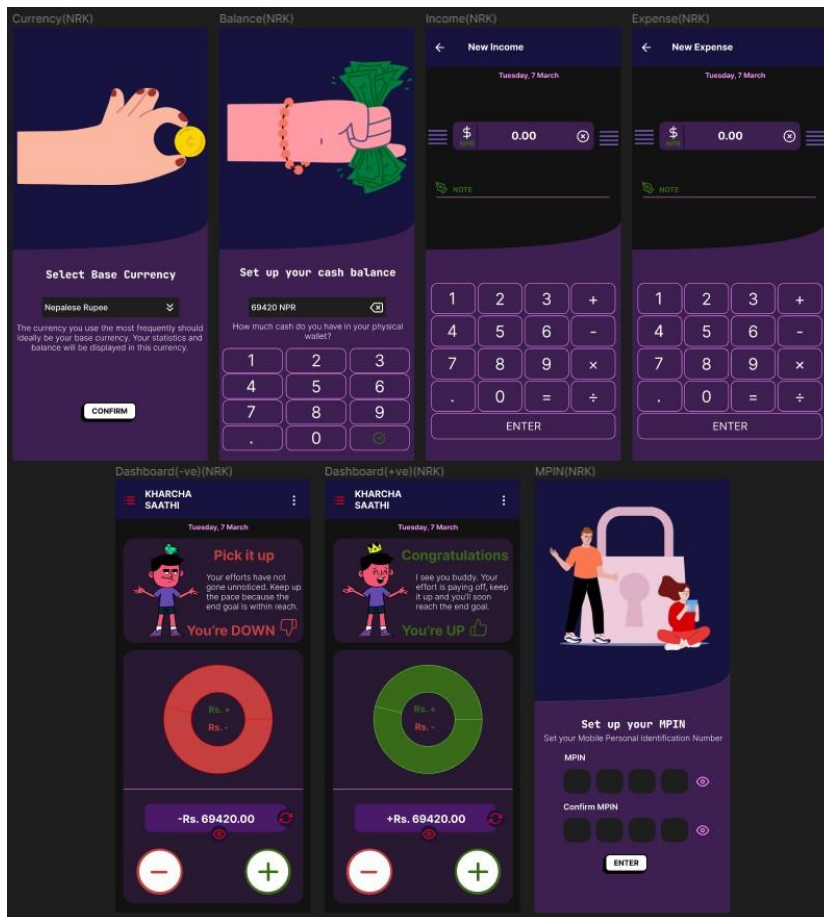 Currency(NRK)
Select Base Currency
Nepalese Rupee
The currency you use the most frequently should
ideally be your base currency. Your statistics and
balance will be displayed in this currency.
CONFIRM
Balance(NRK)
Set up your cash balance
69420 NPR
How much cash do you have in your physical
wallet?
1 2 3
4 5 6
7 8 9
. 0
Income(NRK)
New Income
Tuesday, 7 March
$ 0.00
NPR
NOTE
1 2 3 +
4 5 6 -
7 8 9 ×
. 0 = ÷
ENTER
Expense(NRK)
New Expense
Tuesday, 7 March
$ 0.00
NPR
NOTE
1 2 3 +
4 5 6 -
7 8 9 ×
. 0 = ÷
ENTER
Dashboard(-ve)(NRK)
KHARCHA
SAATHI
Tuesday, 7 March
Pick it up
Your efforts have not
gone unnoticed. Keep up
the pace because the
end goal is within reach.
You're DOWN
Rs. +
Rs. -
-Rs. 69420.00
Dashboard(+ve)(NRK)
KHARCHA
SAATHI
Tuesday, 7 March
Congratulations
I see you buddy. Your
effort is paying off, keep
it up and you'll soon
reach the end goal.
You're UP
Rs. +
Rs. -
+Rs. 69420.00
MPIN(NRK)
Set up your MPIN
Set your Mobile Personal Identification Number
MPIN
Confirm MPIN
ENTER